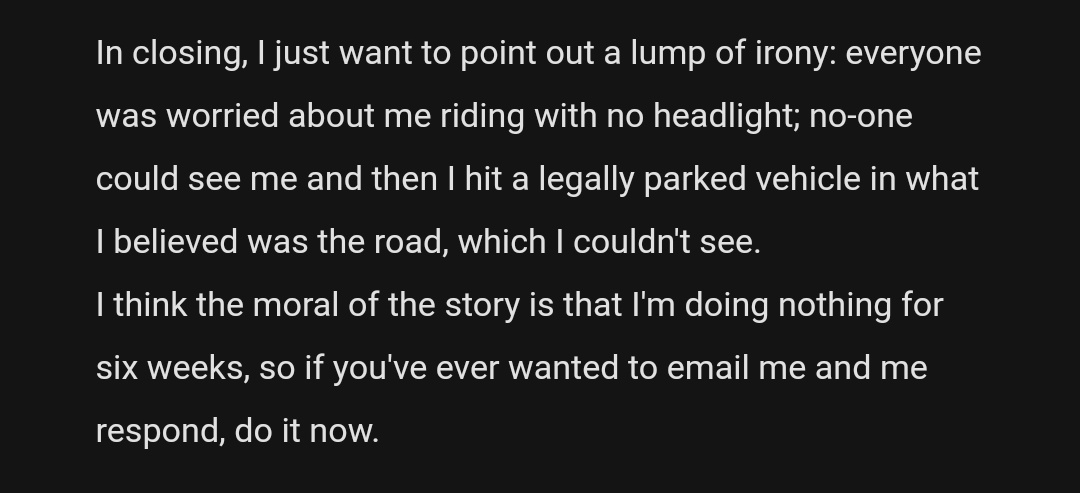 In closing, I just want to point out a lump of irony: everyone
was worried about me riding with no headlight; no-one
could see me and then I hit a legally parked vehicle in what
I believed was the road, which I couldn't see.
I think the moral of the story is that I'm doing nothing for
six weeks, so if you've ever wanted to email me and me
respond, do it now.